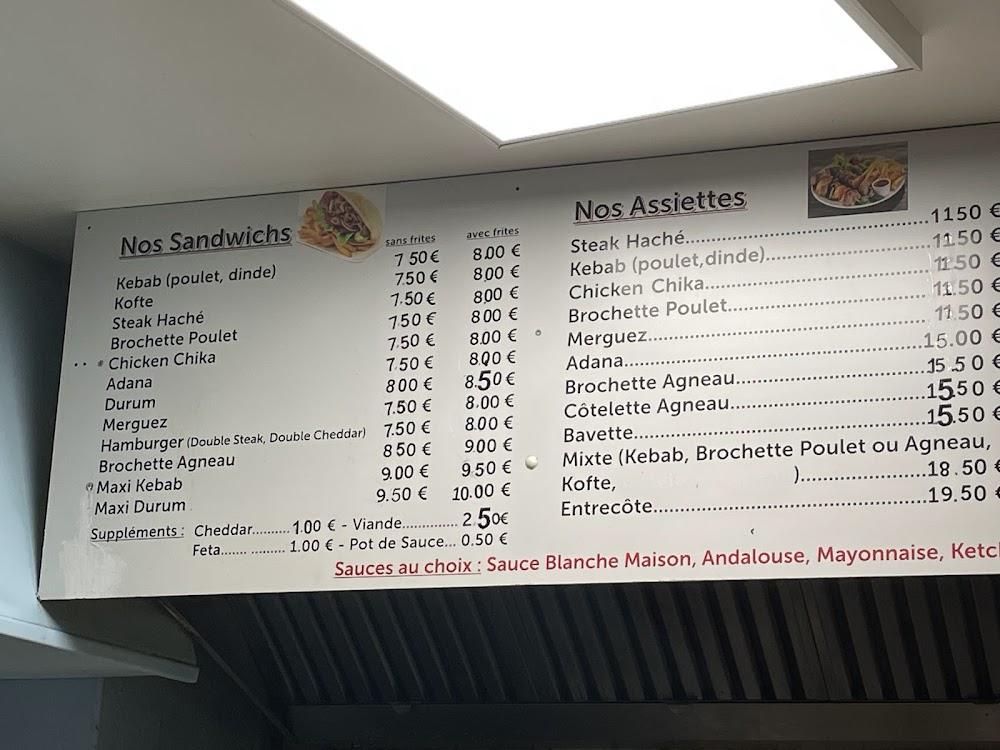 Nos Sandwichs
sans frites avec frites
Kebab (poulet, dinde) 7 50 € 8.00 €
Kofte 7.50 € 8.00 €
Steak Haché 7.50 € 8.00 €
Brochette Poulet 7.50 € 8.00 €
Chicken Chika 7.50 € 8.00 €
Adana 7.50 € 8.00 €
Durum 8.00 € 8.50 €
Merguez 7.50 € 8.00 €
Hamburger (Double Steak, Double Cheddar) 7.50 € 8.00 €
Brochette Agneau 8.50 € 9.00 €
Maxi Kebab 9.00 € 9.50 €
Maxi Durum 9.50 € 10.00 €
Suppléments : Cheddar.......... 1.00 € - Viande.............. 2.50€
Feta....... ......... 1.00 € - Pot de Sauce... 0.50 €
Nos Assiettes
Steak Haché..........11 50 €
Kebab (poulet,dinde)..........11.50 €
Chicken Chika..........11.50 €
Brochette Poulet..........11.50 €
Merguez..........11.50 €
Adana..........15.00 €
Brochette Agneau..........15.50 €
Côtelette Agneau..........15.50 €
Bavette..........15.50 €
Mixte (Kebab, Brochette Poulet ou Agneau,
Kofte, )..........18.50 €
Entrecôte..........19.50 €
Sauces au choix : Sauce Blanche Maison, Andalouse, Mayonnaise, Ketc